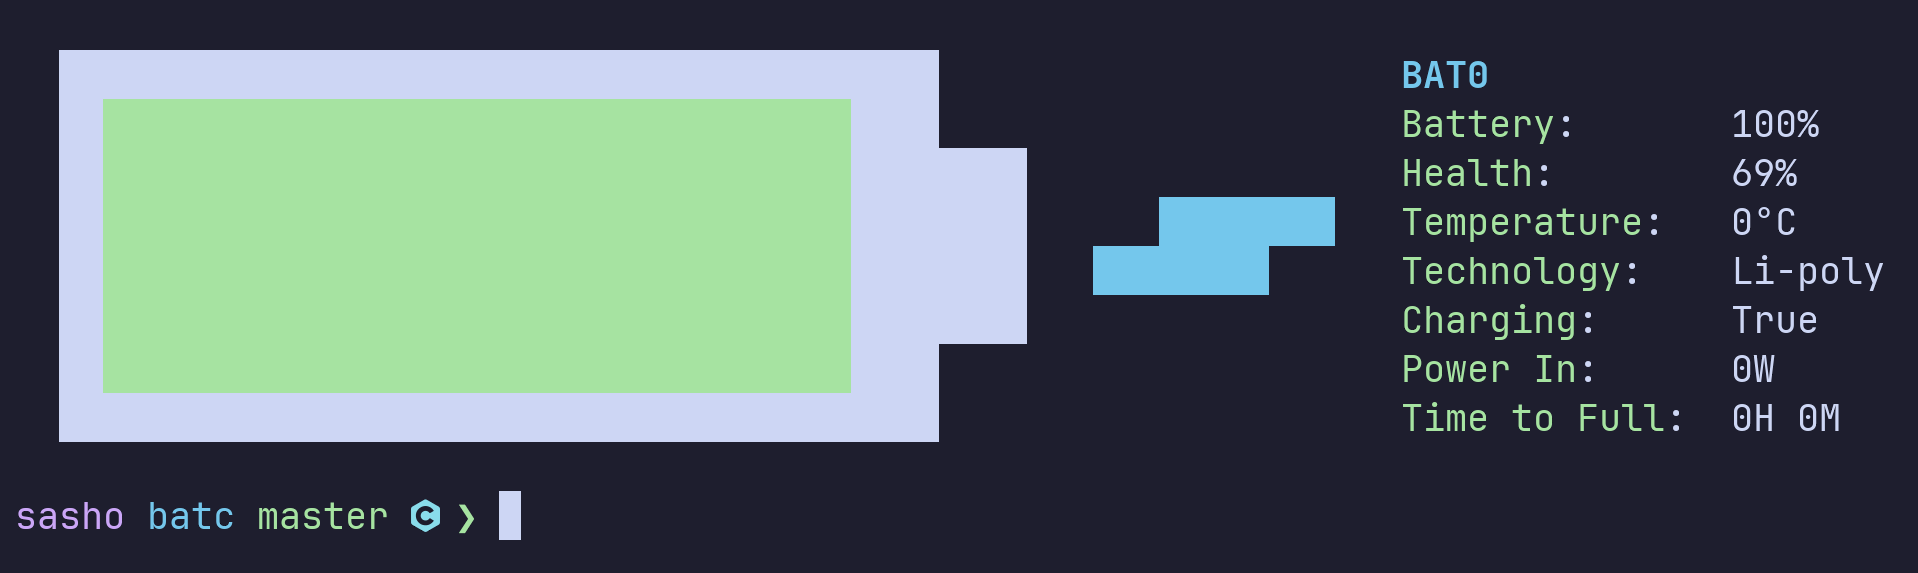 BAT0
Battery: 100%
Health: 69%
Temperature: 0°C
Technology: Li-poly
Charging: True
Power In: 0W
Time to Full: 0H 0M
sasho batc master C ❯